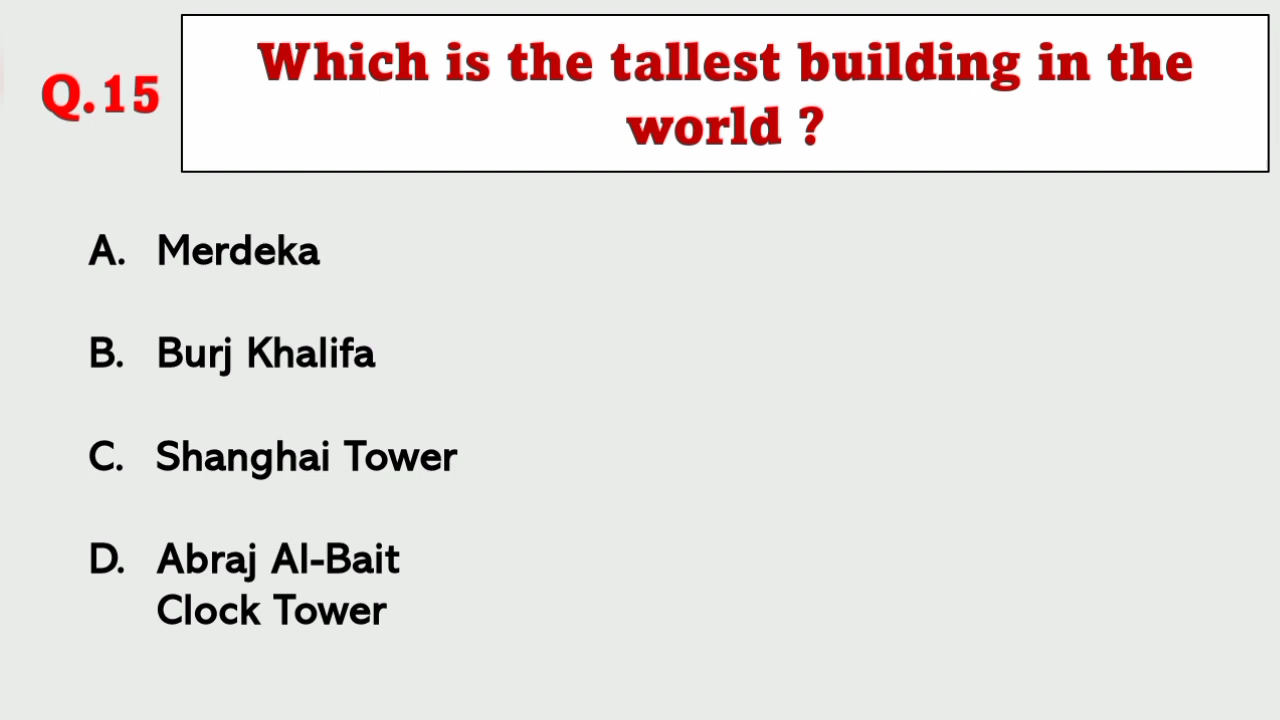 Q.15
Which is the tallest building in the
world ?
A. Merdeka
B. Burj Khalifa
C. Shanghai Tower
D. Abraj Al-Bait
Clock Tower